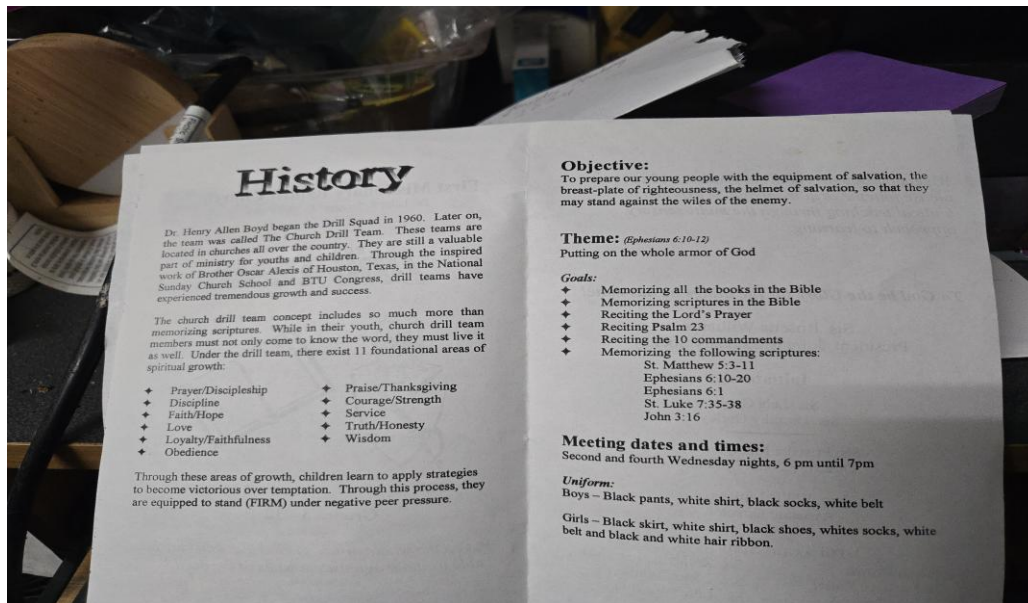 History
Dr. Henry Allen Boyd began the Drill Squad in 1960. Later on,
the team was called The Church Drill Team. These teams are
located in churches all over the country. They are still a valuable
part of ministry for youths and children. Through the inspired
work of Brother Oscar Alexis of Houston, Texas, in the National
Sunday Church School and BTU Congress, drill teams have
experienced tremendous growth and success.
The church drill team concept includes so much more than
memorizing scriptures. While in their youth, church drill team
members must not only come to know the word, they must live it
as well. Under the drill team, there exist 11 foundational areas of
spiritual growth:
✦ Prayer/Discipleship
✦ Discipline
✦ Faith/Hope
✦ Love
✦ Loyalty/Faithfulness
✦ Obedience
✦ Praise/Thanksgiving
✦ Courage/Strength
✦ Service
✦ Truth/Honesty
✦ Wisdom
Through these areas of growth, children learn to apply strategies
to become victorious over temptation. Through this process, they
are equipped to stand (FIRM) under negative peer pressure.
Objective:
To prepare our young people with the equipment of salvation, the
breast-plate of righteousness, the helmet of salvation, so that they
may stand against the wiles of the enemy.
Theme: (Ephesians 6:10-12)
Putting on the whole armor of God
Goals:
✦ Memorizing all the books in the Bible
✦ Memorizing scriptures in the Bible
✦ Reciting the Lord's Prayer
✦ Reciting Psalm 23
✦ Reciting the 10 commandments
✦ Memorizing the following scriptures:
St. Matthew 5:3-11
Ephesians 6:10-20
Ephesians 6:1
St. Luke 7:35-38
John 3:16
Meeting dates and times:
Second and fourth Wednesday nights, 6 pm until 7pm
Uniform:
Boys – Black pants, white shirt, black socks, white belt
Girls – Black skirt, white shirt, black shoes, whites socks, white
belt and black and white hair ribbon.